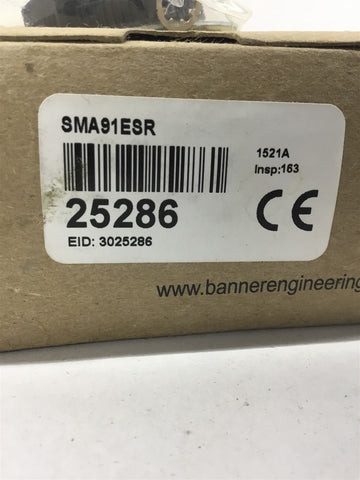 SMA91ESR
1521A
Insp:163
25286
CE
EID: 3025286
www.bannerengineering